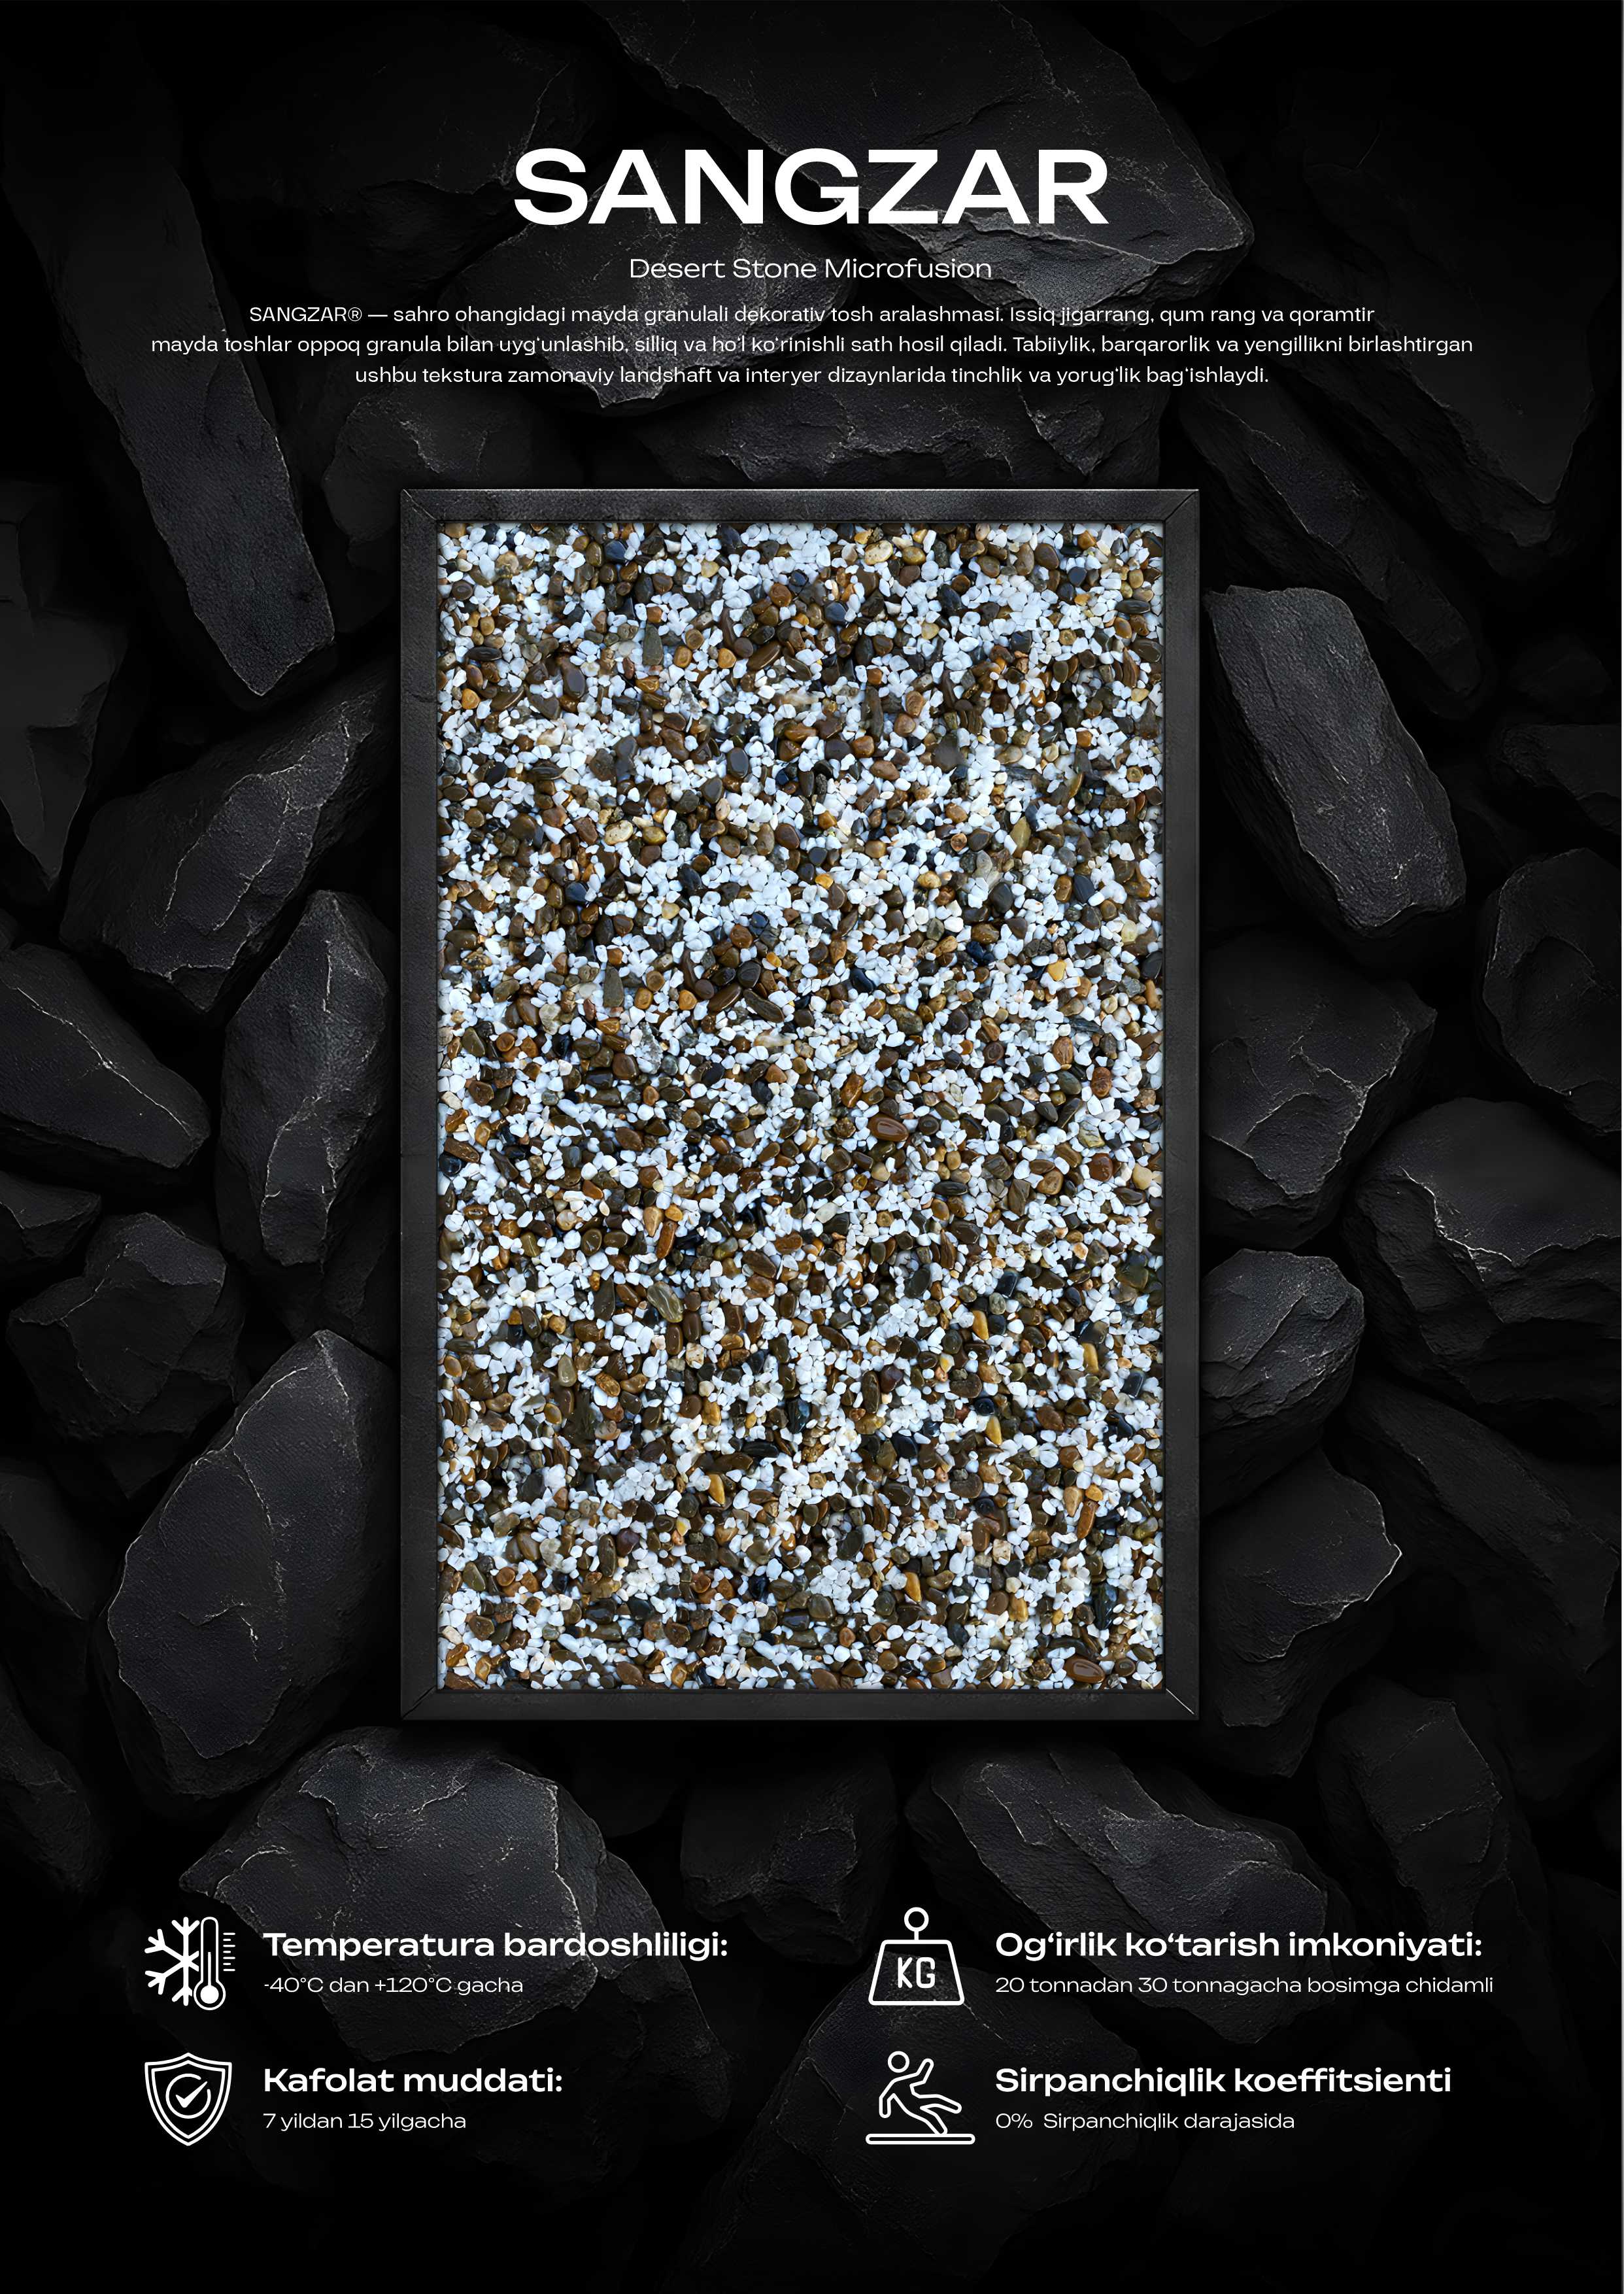 SANGZAR
Desert Stone Microfusion
SANGZAR® — sahro ohangidagi mayda granulali dekorativ tosh aralashmasi. Issiq jigarrang, qum rang va qoramtir
mayda toshlar oppoq granula bilan uyg‘unlashib, silliq va ho‘l ko‘rinishli sath hosil qiladi. Tabiiylik, barqarorlik va yengillikni birlashtirgan
ushbu tekstura zamonaviy landshaft va interyer dizaynlarida tinchlik va yorug‘lik bag‘ishlaydi.
Temperatura bardoshliligi:
-40°C dan +120°C gacha
KG
Og‘irlik ko‘tarish imkoniyati:
20 tonnadan 30 tonnagacha bosimga chidamli
Kafolat muddati:
7 yildan 15 yilgacha
Sirpanchiqlik koeffitsienti
0% Sirpanchiqlik darajasida